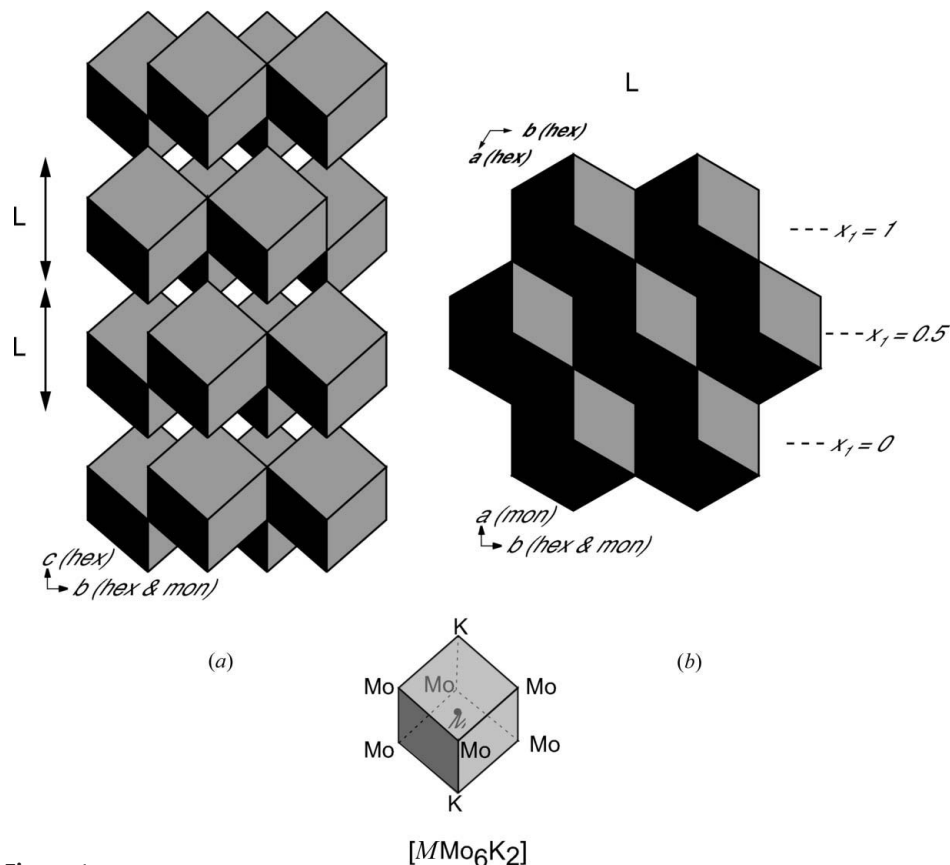 L
L
c (hex)
b (hex & mon)
(a)
L
b (hex)
a (hex)
x₁ = 1
x₁ = 0.5
x₁ = 0
a (mon)
b (hex & mon)
(b)
K
Mo
Mo
Mo
Mo
Mo
Mo
K
[MMo₆K₂]